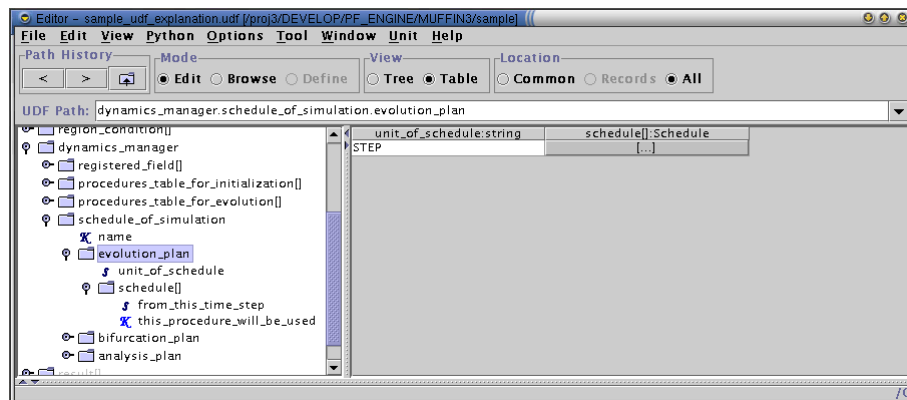 Editor – sample_udf_explanation.udf [/proj3/DEVELOP/PF_ENGINE/MUFFIN3/sample]
File Edit View Python Options Tool Window Unit Help
Path History Mode View Location
< > Edit Browse Define Tree Table Common Records All
UDF Path: dynamics_manager.schedule_of_simulation.evolution_plan
region_condition[] unit_of_schedule:string schedule[]:Schedule
dynamics_manager STEP [...]
registered_field[]
procedures_table_for_initialization[]
procedures_table_for_evolution[]
schedule_of_simulation
K name
evolution_plan
s unit_of_schedule
schedule[]
s from_this_time_step
K this_procedure_will_be_used
bifurcation_plan
analysis_plan
result[]